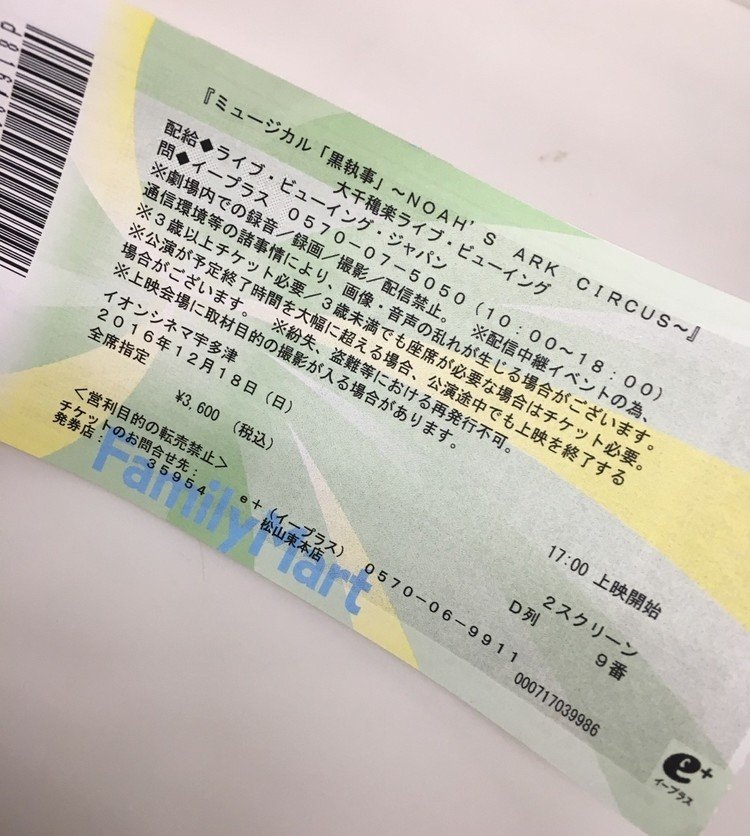 『ミュージカル「黒執事」～NOAH'S ARK CIRCUS～』
大千穐楽ライブ・ビューイング
配給◆ライブ・ビューイング・ジャパン
問◆イープラス 0570-07-5050(10:00～18:00)
※劇場内での録音/録画/撮影/配信禁止。 ※配信中継イベントの為、
通信環境等の諸事情により、画像・音声の乱れが生じる場合がございます。
※3歳以上チケット必要/3歳未満でも座席が必要な場合はチケット必要。
※公演が予定終了時間を大幅に超える場合、公演途中でも上映を終了する
場合がございます。 ※紛失、盗難等における再発行不可。
※上映会場に取材目的の撮影が入る場合があります。
イオンシネマ宇多津
2016年12月18日(日)
17:00 上映開始
全席指定
2スクリーン
¥3,600 (税込)
D列 9番
<営利目的の転売禁止>
チケットのお問合せ先: e+(イープラス) 0570-06-9911
発券店: 35954 松山東本店
000717039986
FamilyMart
e+
イープラス